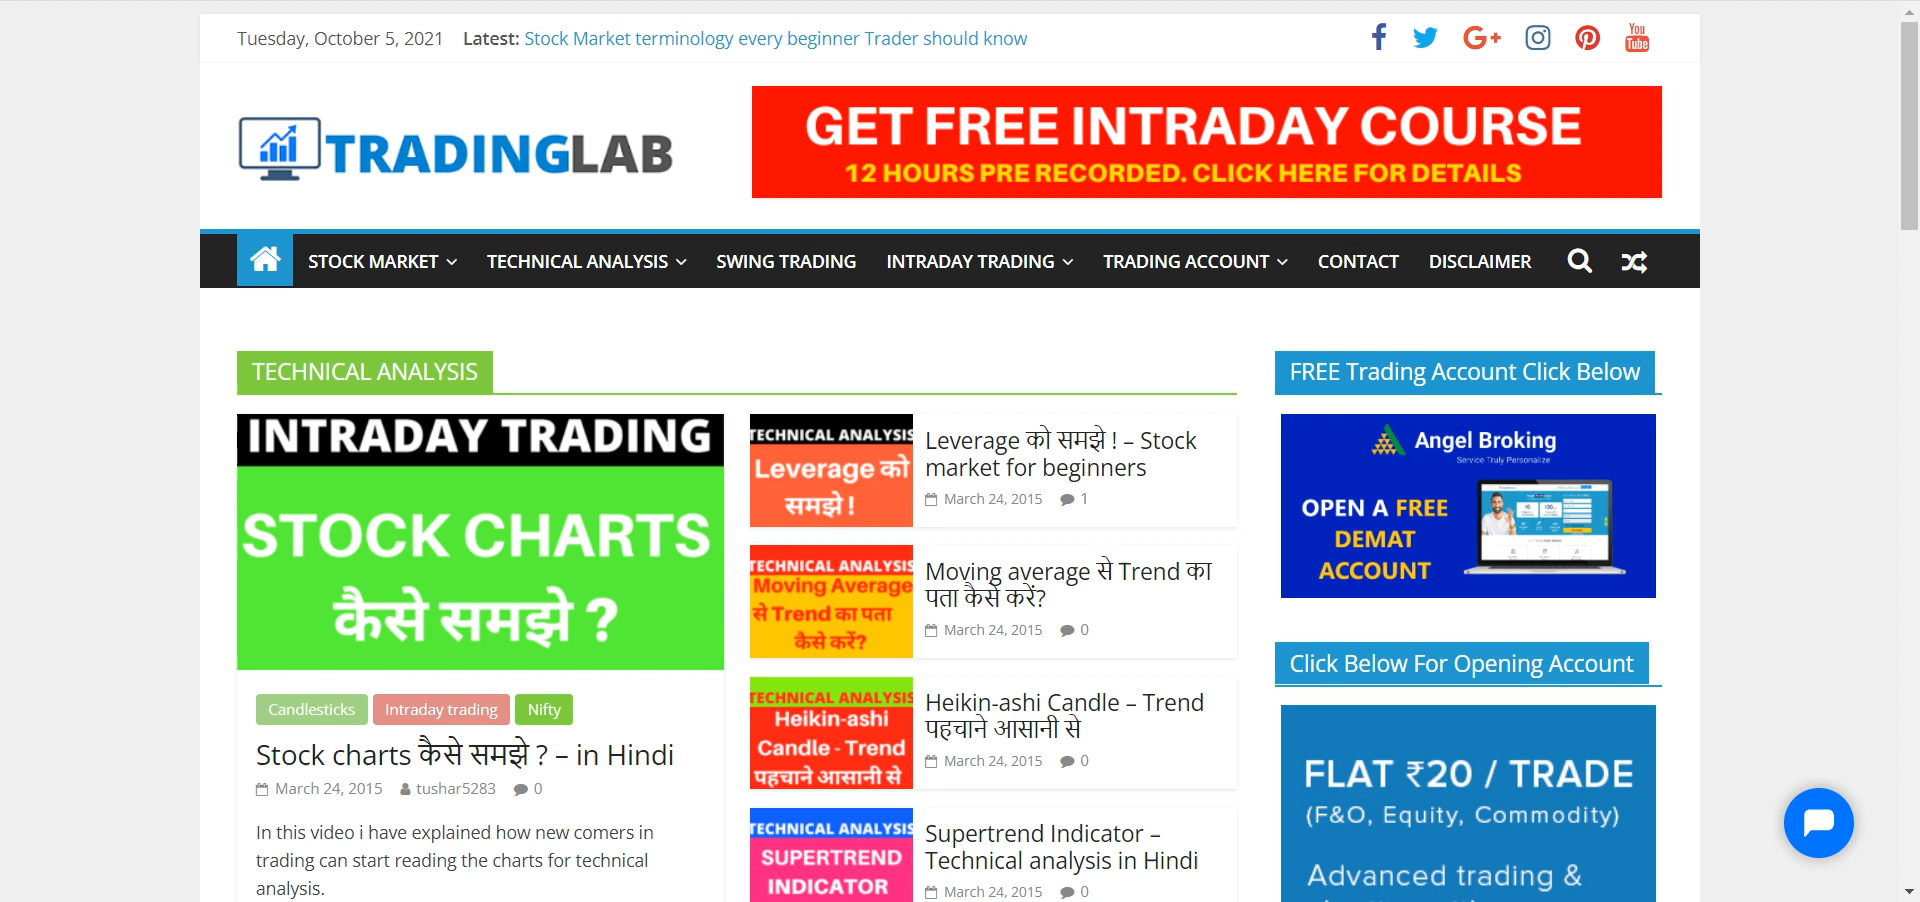 Tuesday, October 5, 2021 Latest: Stock Market terminology every beginner Trader should know
You
Tube
TRADINGLAB
GET FREE INTRADAY COURSE
12 HOURS PRE RECORDED. CLICK HERE FOR DETAILS
STOCK MARKET TECHNICAL ANALYSIS SWING TRADING INTRADAY TRADING TRADING ACCOUNT CONTACT DISCLAIMER
TECHNICAL ANALYSIS
INTRADAY TRADING
STOCK CHARTS
कैसे समझे ?
Candlesticks Intraday trading Nifty
Stock charts कैसे समझे ? – in Hindi
March 24, 2015 tushar5283 0
In this video i have explained how new comers in
trading can start reading the charts for technical
analysis.
TECHNICAL ANALYSIS
Leverage को
समझे !
Leverage को समझे ! – Stock
market for beginners
March 24, 2015 1
TECHNICAL ANALYSIS
Moving Average
से Trend का पता
कैसे करें?
Moving average से Trend का
पता कैसे करें?
March 24, 2015 0
TECHNICAL ANALYSIS
Heikin-ashi
Candle - Trend
पहचाने आसानी से
Heikin-ashi Candle – Trend
पहचाने आसानी से
March 24, 2015 0
TECHNICAL ANALYSIS
SUPERTREND
INDICATOR
Supertrend Indicator –
Technical analysis in Hindi
March 24, 2015 0
FREE Trading Account Click Below
Angel Broking
Service Truly Personalize
OPEN A FREE
DEMAT
ACCOUNT
Click Below For Opening Account
FLAT ₹20 / TRADE
(F&O, Equity, Commodity)
Advanced trading &